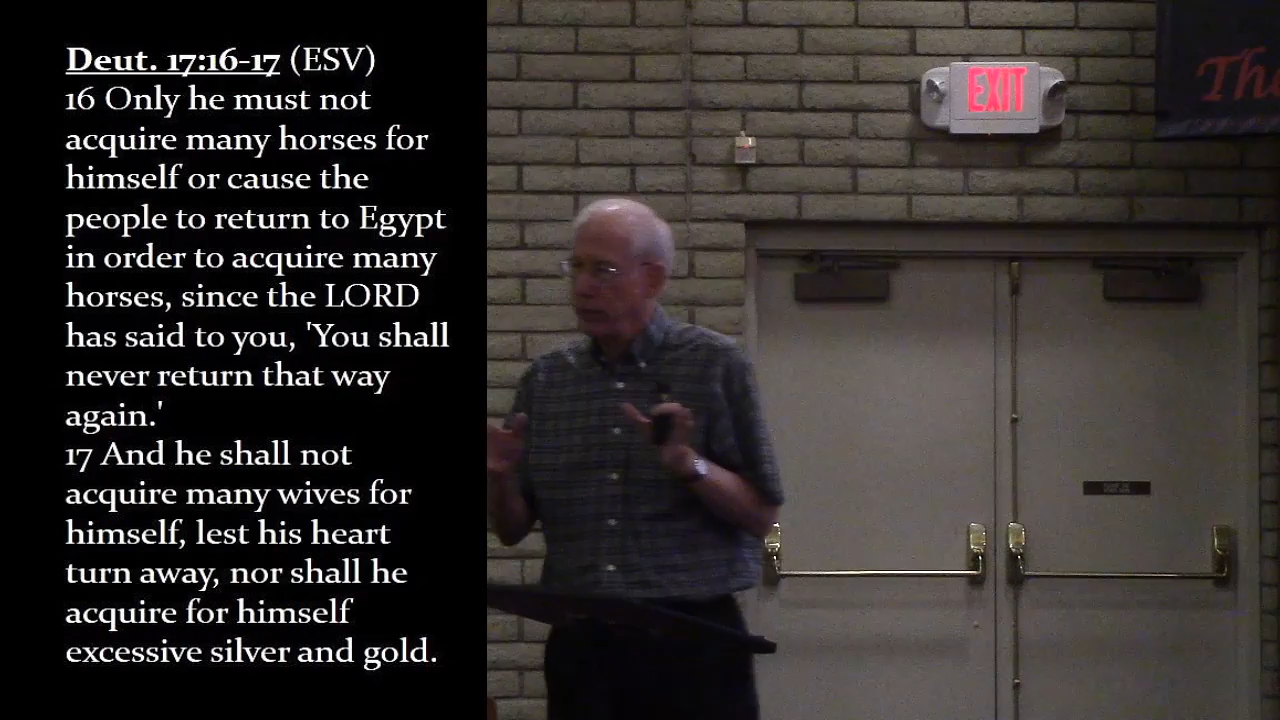 Deut. 17:16-17 (ESV)
16 Only he must not
acquire many horses for
himself or cause the
people to return to Egypt
in order to acquire many
horses, since the LORD
has said to you, 'You shall
never return that way
again.'
17 And he shall not
acquire many wives for
himself, lest his heart
turn away, nor shall he
acquire for himself
excessive silver and gold.
EXIT